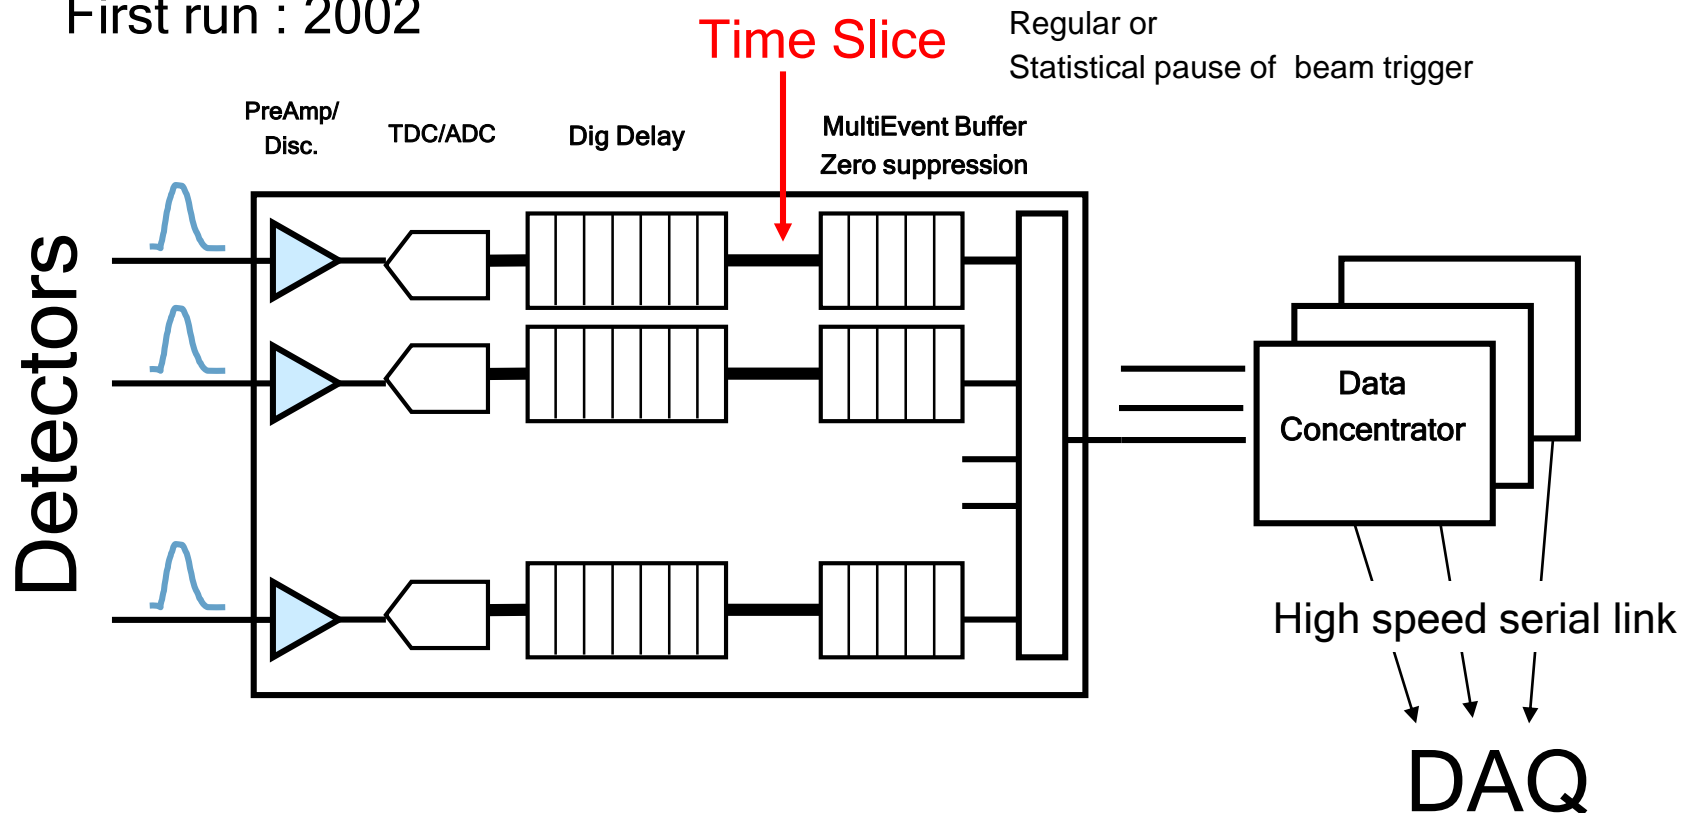 First run : 2002
Time Slice
Regular or
Statistical pause of beam trigger
PreAmp/
Disc.
TDC/ADC
Dig Delay
MultiEvent Buffer
Zero suppression
Detectors
Data
Concentrator
High speed serial link
DAQ